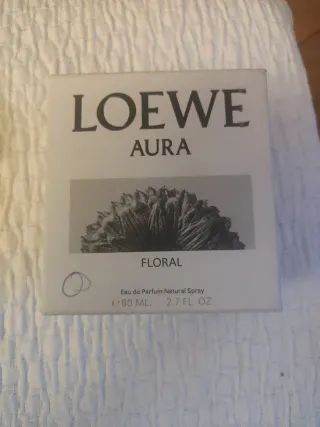 LOEWE
AURA
FLORAL
Eau de Parfum Natural Spray
℮80 ML. 2.7 FL. OZ